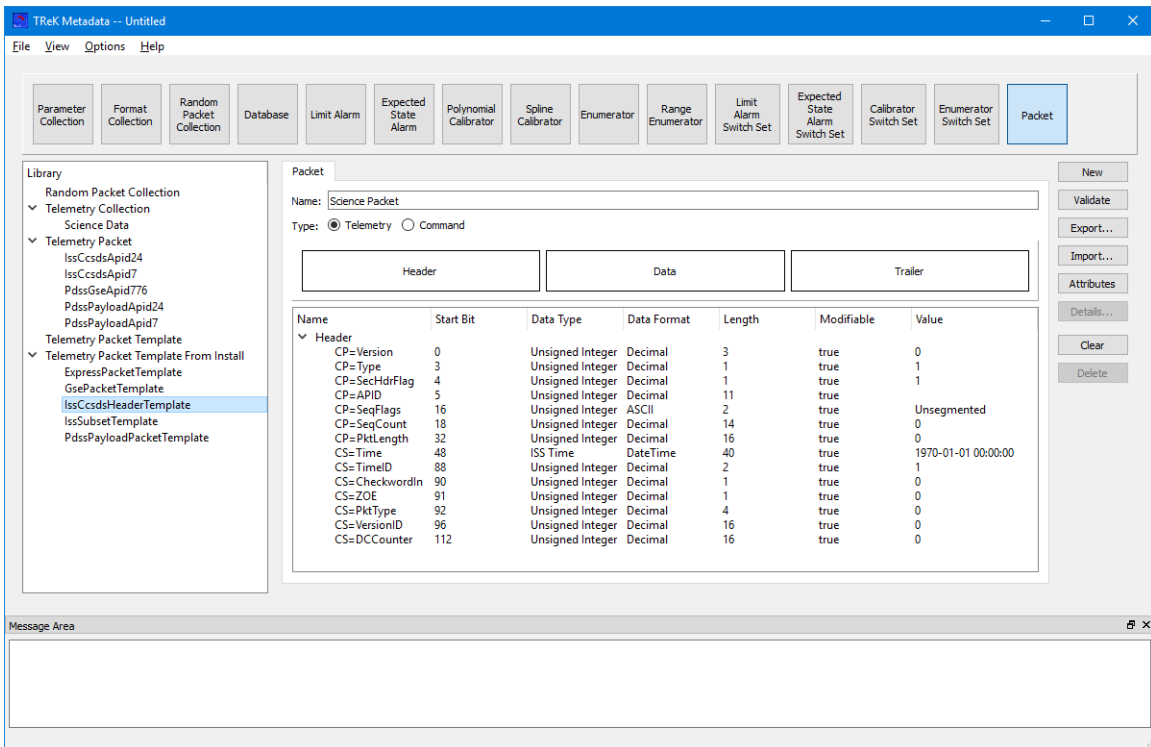 TReK Metadata -- Untitled
File View Options Help
Parameter Collection
Format Collection
Random Packet Collection
Database
Limit Alarm
Expected State Alarm
Polynomial Calibrator
Spline Calibrator
Enumerator
Range Enumerator
Limit Alarm Switch Set
Expected State Alarm Switch Set
Calibrator Switch Set
Enumerator Switch Set
Packet
Library
Random Packet Collection
Telemetry Collection
Science Data
Telemetry Packet
IssCcsdsApid24
IssCcsdsApid7
PdssGseApid776
PdssPayloadApid24
PdssPayloadApid7
Telemetry Packet Template
Telemetry Packet Template From Install
ExpressPacketTemplate
GsePacketTemplate
IssCcsdsHeaderTemplate
IssSubsetTemplate
PdssPayloadPacketTemplate
Packet
Name: Science Packet
Type: Telemetry Command
Header Data Trailer
Name Start Bit Data Type Data Format Length Modifiable Value
Header
CP=Version 0 Unsigned Integer Decimal 3 true 0
CP=Type 3 Unsigned Integer Decimal 1 true 1
CP=SecHdrFlag 4 Unsigned Integer Decimal 1 true 1
CP=APID 5 Unsigned Integer Decimal 11 true
CP=SeqFlags 16 Unsigned Integer ASCII 2 true Unsegmented
CP=SeqCount 18 Unsigned Integer Decimal 14 true 0
CP=PktLength 32 Unsigned Integer Decimal 16 true 0
CS=Time 48 ISS Time DateTime 40 true 1970-01-01 00:00:00
CS=TimeID 88 Unsigned Integer Decimal 2 true 1
CS=CheckwordIn 90 Unsigned Integer Decimal 1 true 0
CS=ZOE 91 Unsigned Integer Decimal 1 true 0
CS=PktType 92 Unsigned Integer Decimal 4 true 0
CS=VersionID 96 Unsigned Integer Decimal 16 true 0
CS=DCCounter 112 Unsigned Integer Decimal 16 true 0
New
Validate
Export...
Import...
Attributes
Details...
Clear
Delete
Message Area